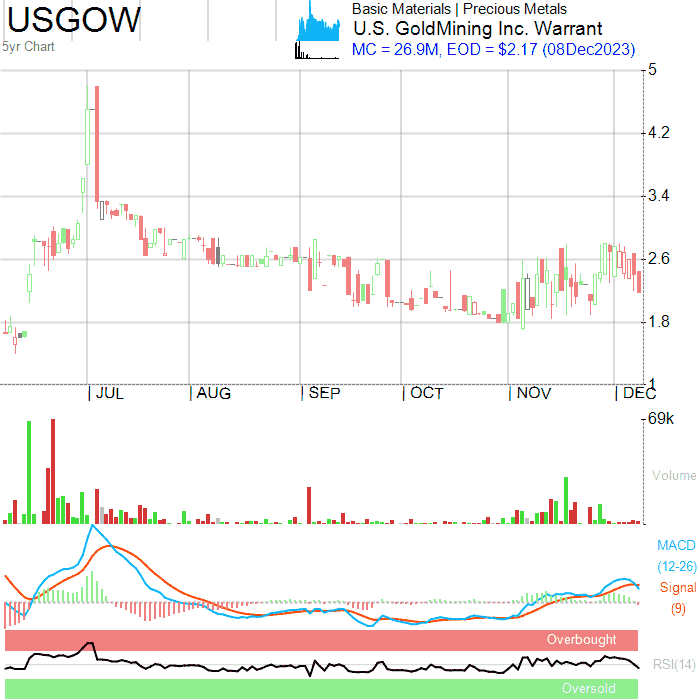 USGOW
5yr Chart
Basic Materials | Precious Metals
U.S. GoldMining Inc. Warrant
MC = 26.9M, EOD = $2.17 (08Dec2023)
5
4.2
3.4
2.6
1.8
1
JUL AUG SEP OCT NOV DEC
69k
Volume
MACD
(12-26)
Signal
(9)
Overbought
RSI(14)
Oversold